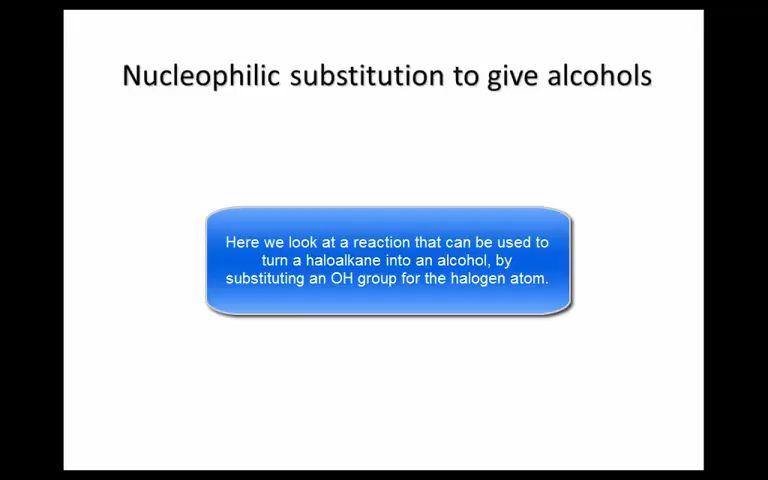 Nucleophilic substitution to give alcohols
Here we look at a reaction that can be used to
turn a haloalkane into an alcohol, by
substituting an OH group for the halogen atom.